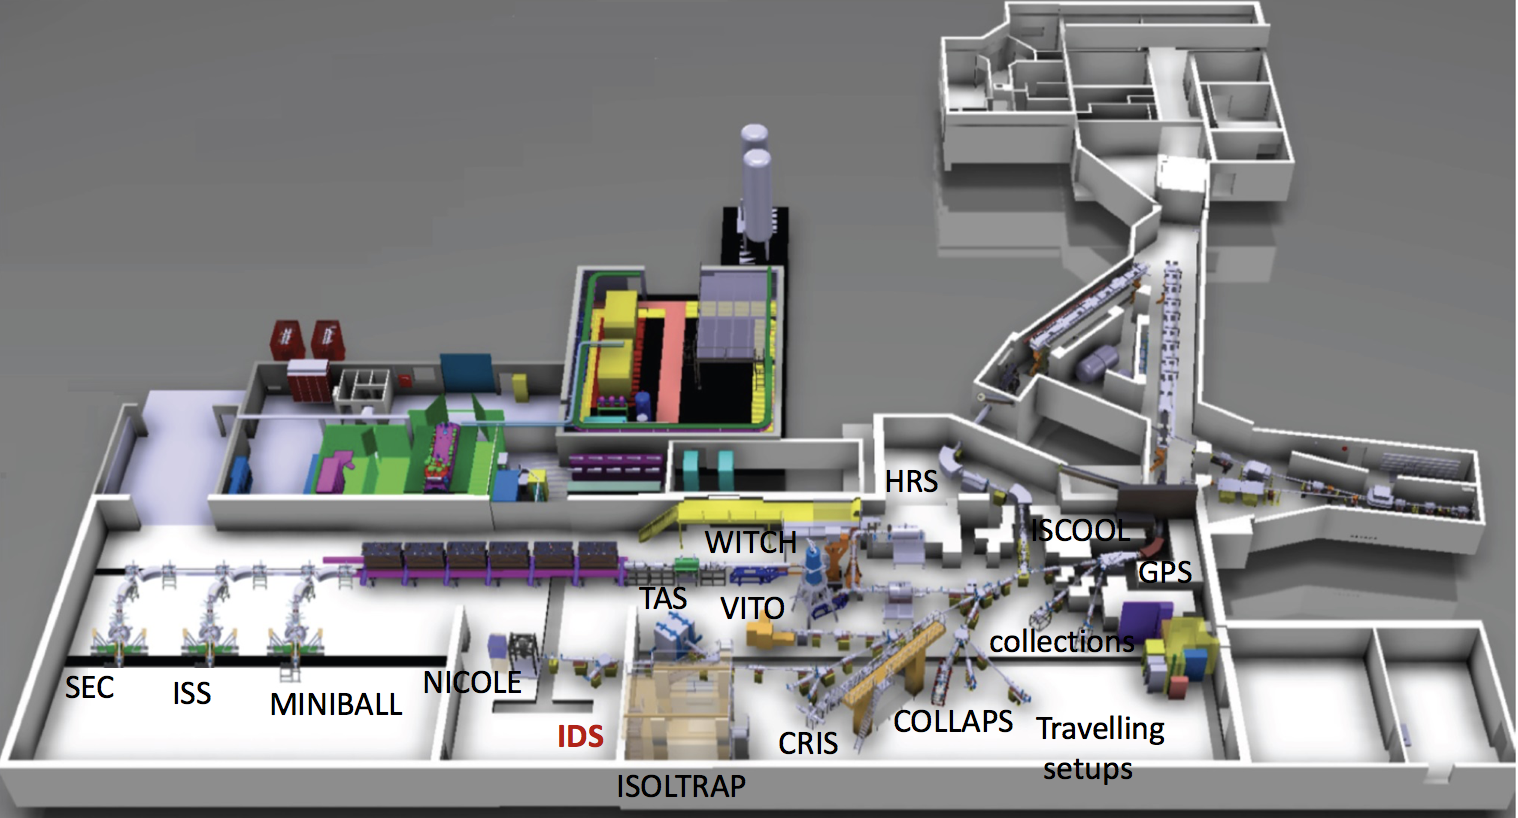 HRS
ISCOOL
WITCH
GPS
TAS
VITO
collections
SEC
ISS
MINIBALL
NICOLE
IDS
CRIS
COLLAPS
Travelling
setups
ISOLTRAP